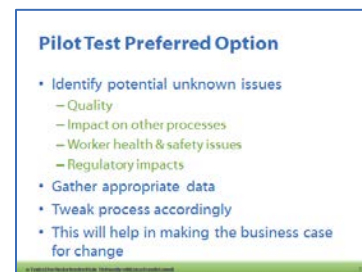 Pilot Test Preferred Option
• Identify potential unknown issues
– Quality
– Impact on other processes
– Worker health & safety issues
– Regulatory impacts
• Gather appropriate data
• Tweak process accordingly
• This will help in making the business case
for change